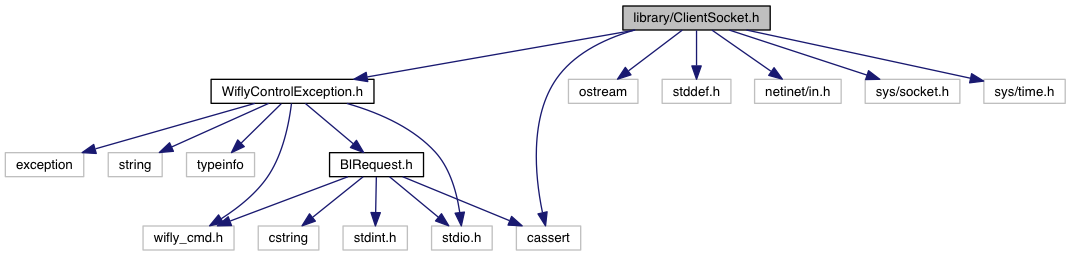 library/ClientSocket.h
WiflyControlException.h
ostream
stddef.h
netinet/in.h
sys/socket.h
sys/time.h
exception
string
typeinfo
BlRequest.h
wifly_cmd.h
cstring
stdint.h
stdio.h
cassert